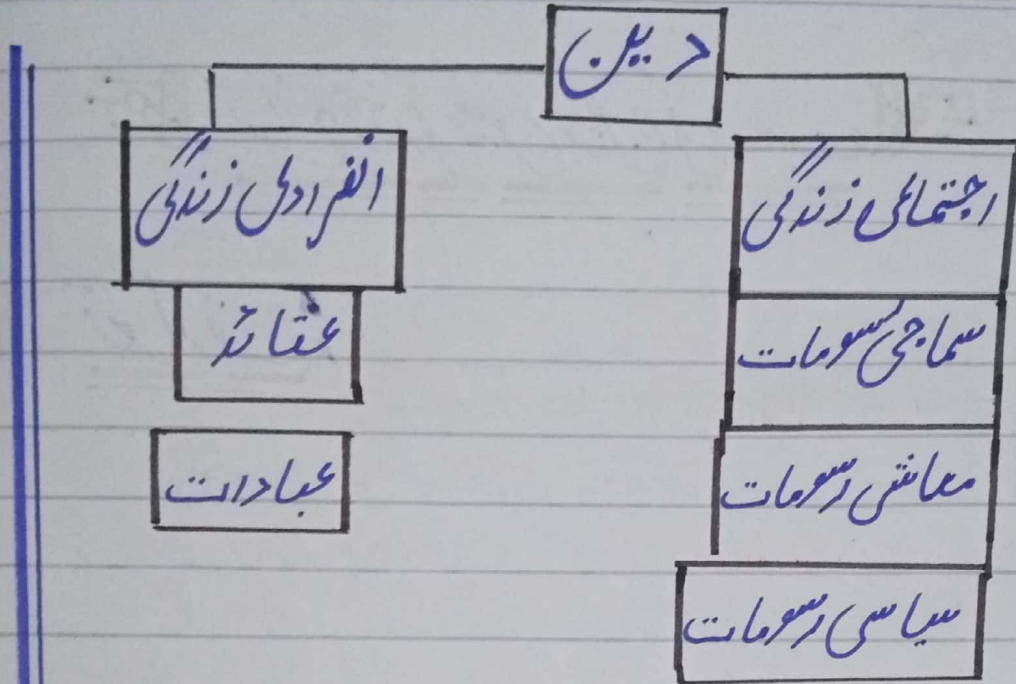 دین
اجتماعی زندگی
سماجی رسومات
معاشی رسومات
سیاسی رسومات
انفرادی زندگی
عقائد
عبادات